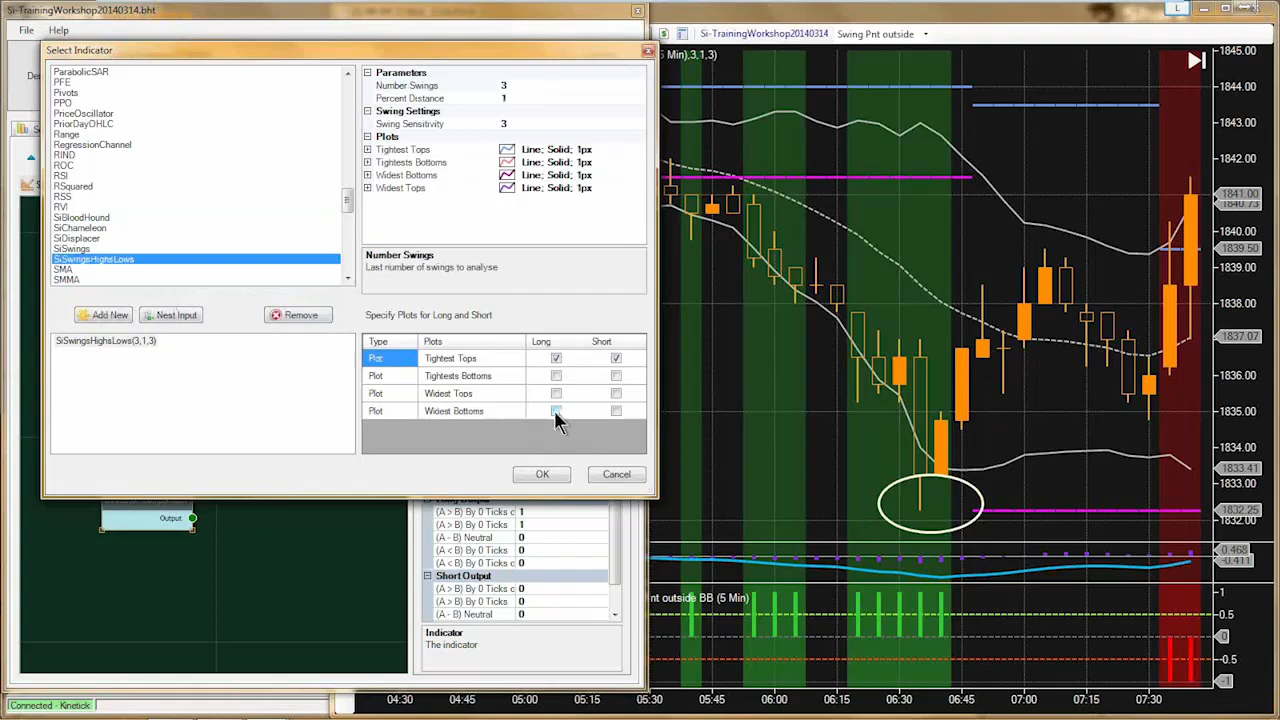 Si-TrainingWorkshop20140314.bht
File Help
Select Indicator
ParabolicSAR
PFE
Pivots
PPO
PriceOscillator
PriorDayOHLC
Range
RegressionChannel
RIND
ROC
RSI
RSquared
RSS
RVI
SiBloodHound
SiChameleon
SiDisplacer
SiSwings
SiSwingsHighsLows
SMA
SMMA
Parameters
Number Swings 3
Percent Distance 1
Swing Settings
Swing Sensitivity 3
Plots
Tightest Tops Line; Solid; 1px
Tightests Bottoms Line; Solid; 1px
Widest Bottoms Line; Solid; 1px
Widest Tops Line; Solid; 1px
Number Swings
Last number of swings to analyse
Add New Nest Input Remove
Specify Plots for Long and Short
SiSwingsHighsLows(3,1,3)
Type Plots Long Short
Plot Tightest Tops
Plot Tightests Bottoms
Plot Widest Tops
Plot Widest Bottoms
OK Cancel
Output
(A > B) By 0 Ticks c 1
(A > B) By 0 Ticks 1
(A - B) Neutral 0
(A < B) By 0 Ticks c 0
(A < B) By 0 Ticks 0
Short Output
(A > B) By 0 Ticks c 0
(A > B) By 0 Ticks 0
(A - B) Neutral 0
Indicator
The indicator
Connected - Kinetick
L
Si-TrainingWorkshop20140314 Swing Pnt outside
5 Min),3,1,3)
1845.00
1844.00
1843.00
1842.00
1841.00
1840.73
1839.50
1839.00
1838.00
1837.07
1836.00
1835.00
1834.00
1833.41
1833.00
1832.25
1832.00
0.468
-0.411
nt outside BB (5 Min)
1
0.5
0
-0.5
-1
04:30 04:45 05:00 05:15 05:30 05:45 06:00 06:15 06:30 06:45 07:00 07:15 07:30